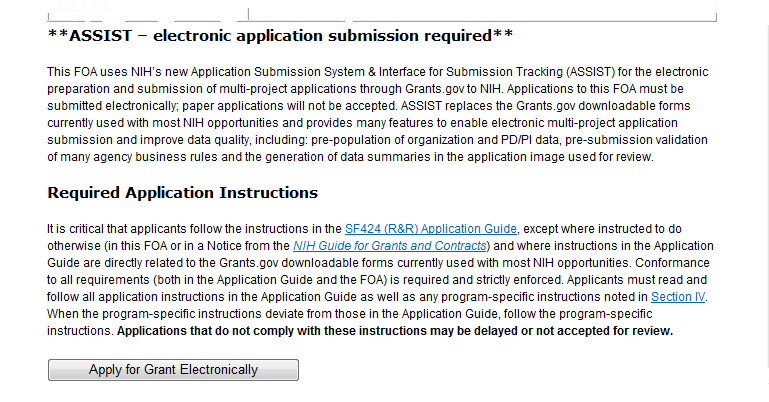 **ASSIST – electronic application submission required**
This FOA uses NIH's new Application Submission System & Interface for Submission Tracking (ASSIST) for the electronic
preparation and submission of multi-project applications through Grants.gov to NIH. Applications to this FOA must be
submitted electronically; paper applications will not be accepted. ASSIST replaces the Grants.gov downloadable forms
currently used with most NIH opportunities and provides many features to enable electronic multi-project application
submission and improve data quality, including: pre-population of organization and PD/PI data, pre-submission validation
of many agency business rules and the generation of data summaries in the application image used for review.
Required Application Instructions
It is critical that applicants follow the instructions in the SF424 (R&R) Application Guide, except where instructed to do
otherwise (in this FOA or in a Notice from the NIH Guide for Grants and Contracts) and where instructions in the Application
Guide are directly related to the Grants.gov downloadable forms currently used with most NIH opportunities. Conformance
to all requirements (both in the Application Guide and the FOA) is required and strictly enforced. Applicants must read and
follow all application instructions in the Application Guide as well as any program-specific instructions noted in Section IV.
When the program-specific instructions deviate from those in the Application Guide, follow the program-specific
instructions. Applications that do not comply with these instructions may be delayed or not accepted for review.
Apply for Grant Electronically